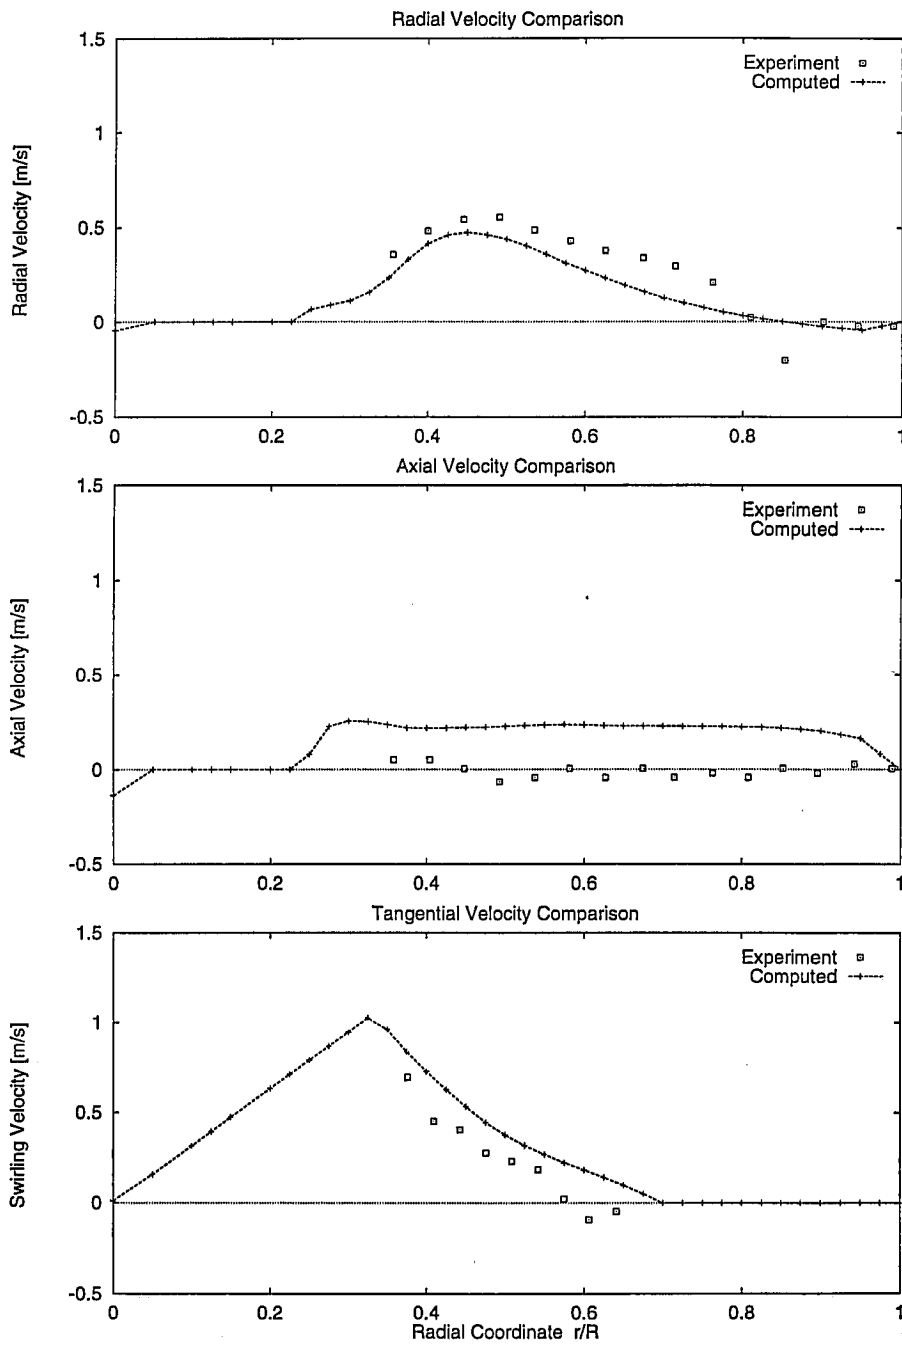 Radial Velocity Comparison
1.5
Experiment
Computed
1
Radial Velocity [m/s]
0.5
0
-0.5
0 0.2 0.4 0.6 0.8 1
Axial Velocity Comparison
1.5
Experiment
Computed
1
Axial Velocity [m/s]
0.5
0
-0.5
0 0.2 0.4 0.6 0.8 1
Tangential Velocity Comparison
1.5
Experiment
Computed
1
Swirling Velocity [m/s]
0.5
0
-0.5
0 0.2 0.4 0.6 0.8 1
Radial Coordinate r/R